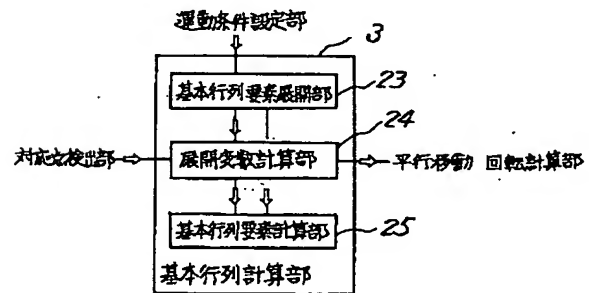 運動条件設定部
3
基本行列要素展開部
23
24
対応点検出部
展開変数計算部
平行移動 回転計算部
基本行列要素計算部
25
基本行列計算部